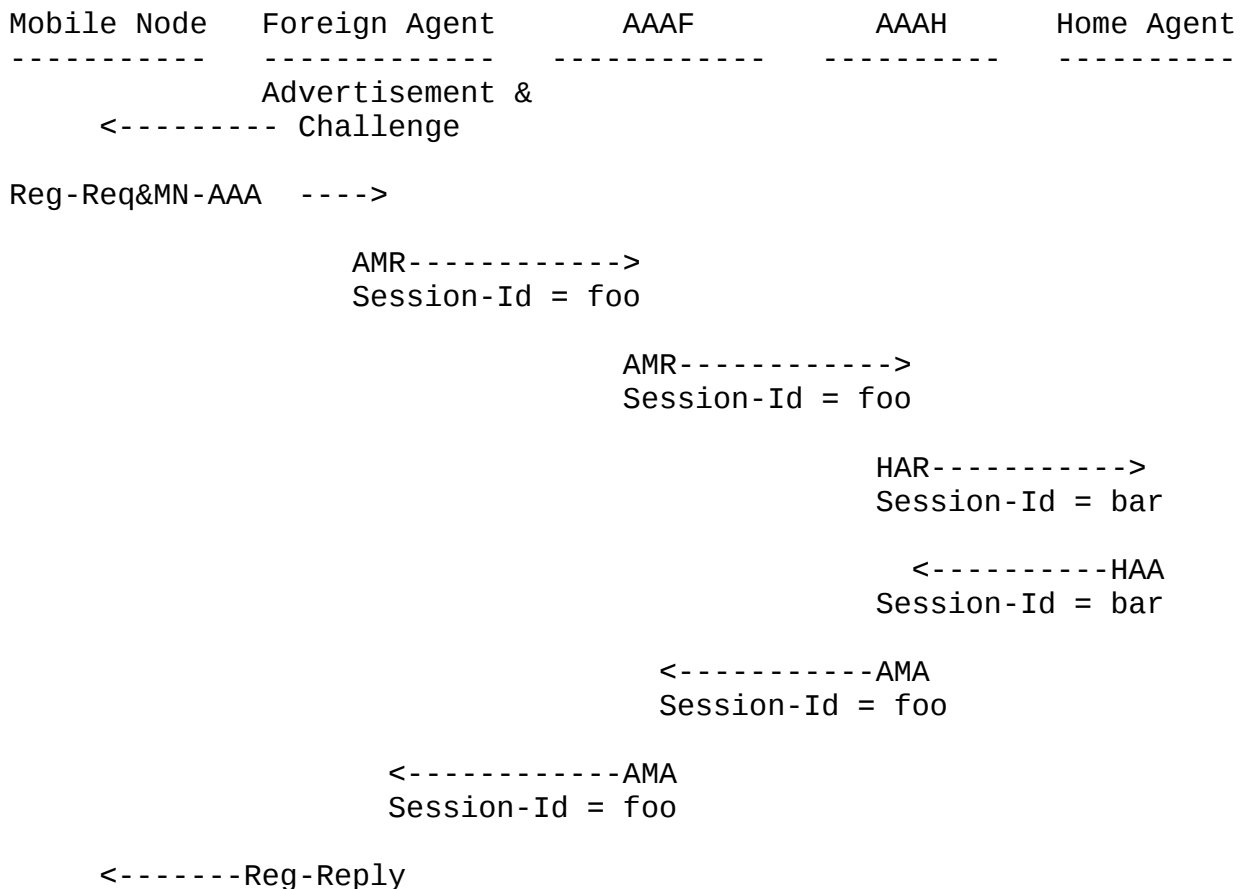 Mobile Node   Foreign Agent       AAAF          AAAH      Home Agent
-----------   -------------   ------------   ----------   ----------
              Advertisement &
     <--------- Challenge
Reg-Req&MN-AAA  ---->
                   AMR------------>
                   Session-Id = foo
                                  AMR------------>
                                  Session-Id = foo
                                                HAR----------->
                                                Session-Id = bar
                                                  <----------HAA
                                                Session-Id = bar
                                    <-----------AMA
                                    Session-Id = foo
                     <------------AMA
                     Session-Id = foo
     <-------Reg-Reply